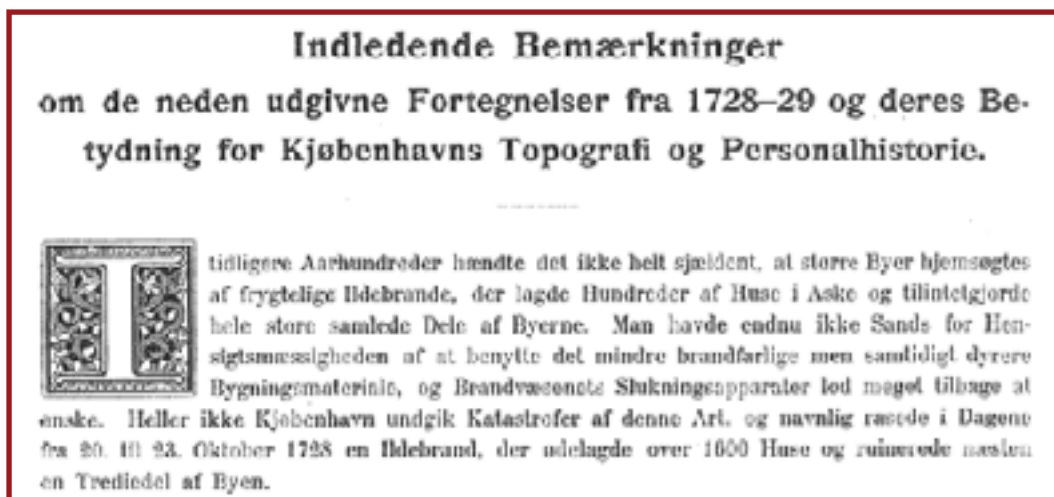 Indledende Bemærkninger
om de neden udgivne Fortegnelser fra 1728–29 og deres Be-
tydning for Kjøbenhavns Topografi og Personalhistorie.
I tidligere Aarhundreder hændte det ikke helt sjældent, at større Byer hjemsøgtes
af frygtelige Ildebrande, der lagde Hundreder af Huse i Aske og tilintetgjorde
hele store samlede Dele af Byerne. Man havde endnu ikke Sands for Hen-
sigtsmæssigheden af at benytte det mindre brandfarlige men samtidigt dyrere
Bygningsmateriale, og Brandvæsenets Slukningsapparater lod meget tilbage at
ønske. Heller ikke Kjøbenhavn undgik Katastrofer af denne Art, og navnlig rasede i Dagene
fra 20. til 23. Oktober 1728 en Ildebrand, der ødelagde over 1600 Huse og ruinerede næsten
en Trediedel af Byen.